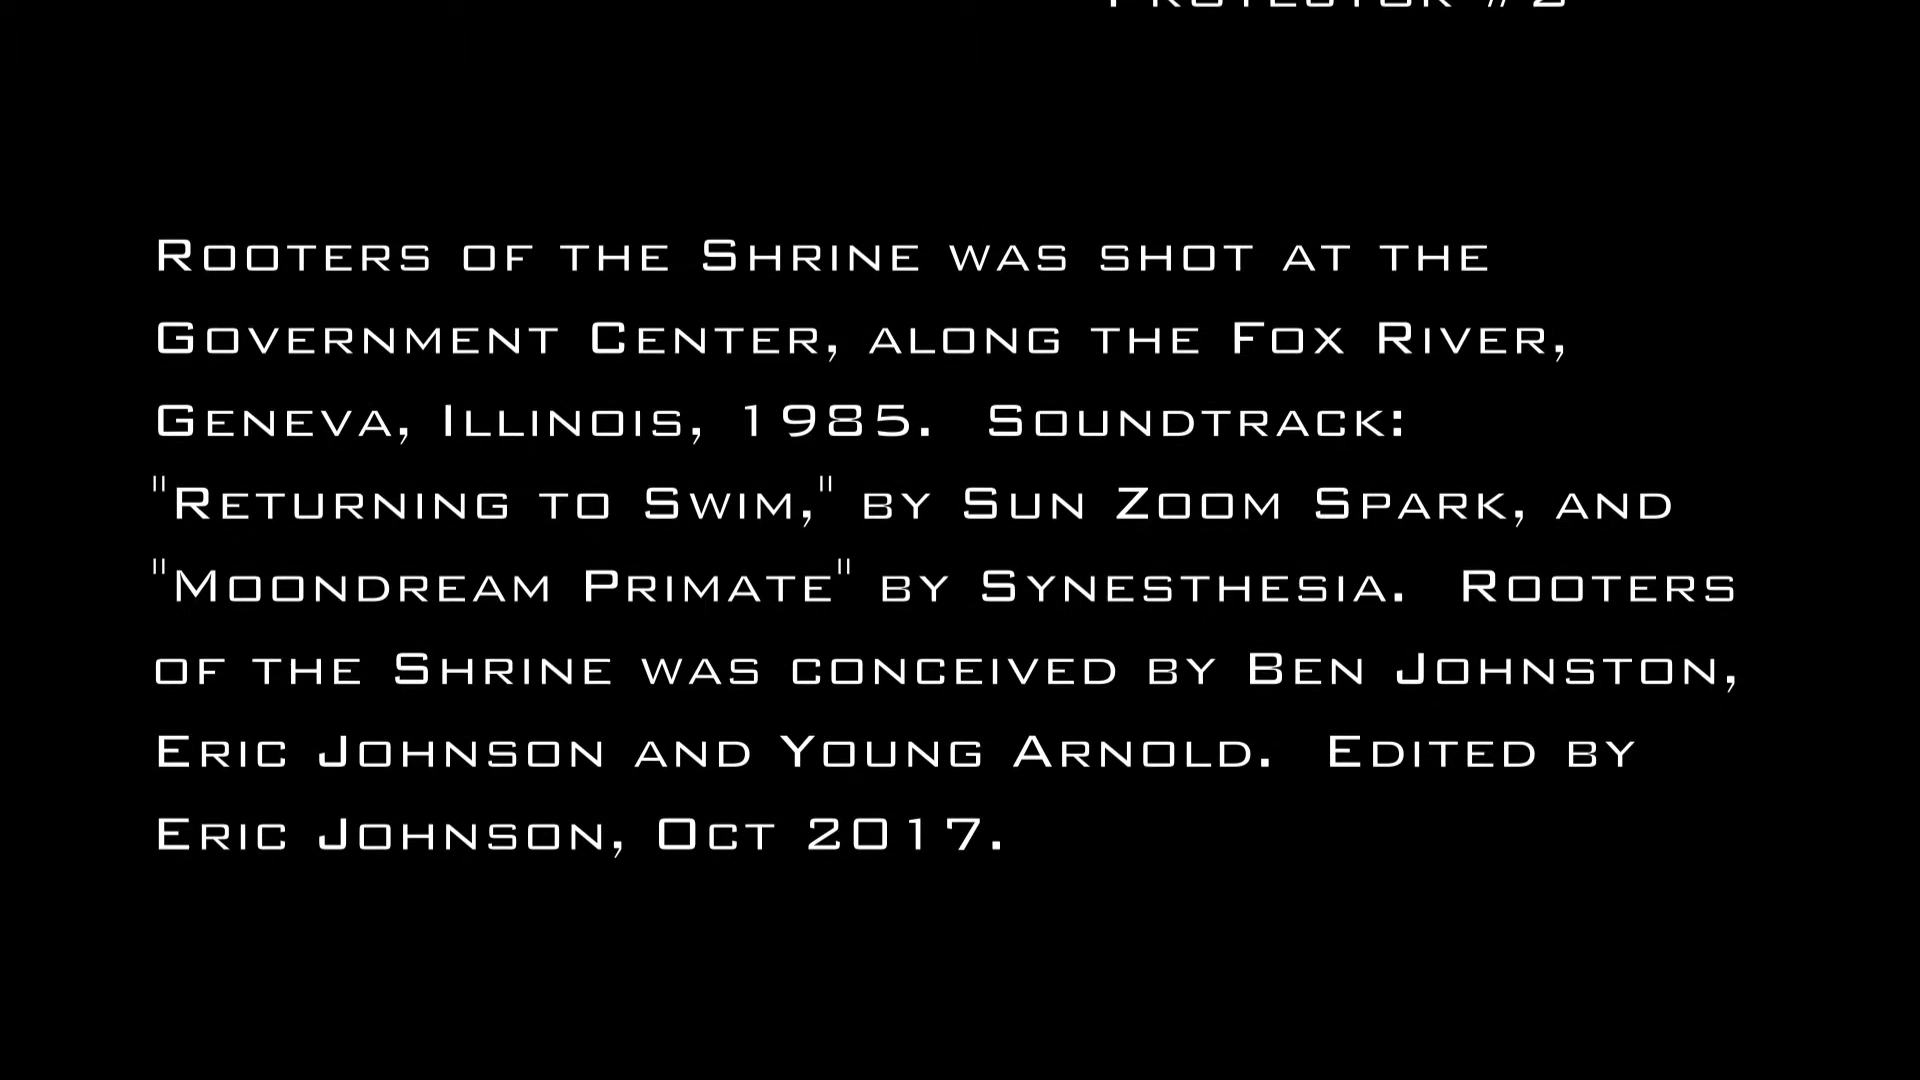 Protector #2
Rooters of the Shrine was shot at the
Government Center, along the Fox River,
Geneva, Illinois, 1985.  Soundtrack:
"Returning to Swim," by Sun Zoom Spark, and
"Moondream Primate" by Synesthesia.  Rooters
of the Shrine was conceived by Ben Johnston,
Eric Johnson and Young Arnold.  Edited by
Eric Johnson, Oct 2017.